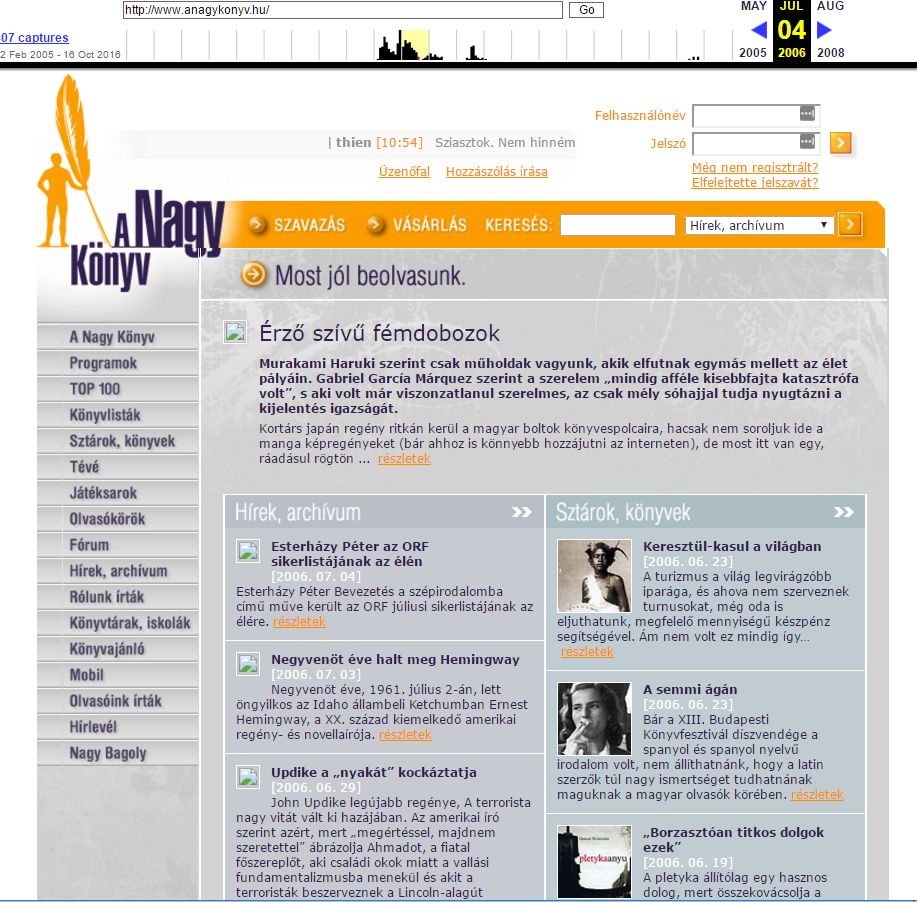 http://www.anagykonyv.hu/ Go
MAY JUL AUG
07 captures
04
2 Feb 2005 - 16 Oct 2016
2005 2006 2008
Felhasználónév
| thien [10:54] Sziasztok. Nem hinném
Jelszó
Üzenőfal Hozzászólás írása
Még nem regisztrált?
Elfelejtette jelszavát?
A Nagy
Könyv
SZAVAZÁS VÁSÁRLÁS KERESÉS: Hírek, archívum
Most jól beolvasunk.
A Nagy Könyv
Programok
TOP 100
Könyvlisták
Sztárok, könyvek
Tévé
Játéksarok
Olvasókörök
Fórum
Hírek, archívum
Rólunk írták
Könyvtárak, iskolák
Könyvajánló
Mobil
Olvasóink írták
Hírlevél
Nagy Bagoly
Érző szívű fémdobozok
Murakami Haruki szerint csak műholdak vagyunk, akik elfutnak egymás mellett az élet
pályáin. Gabriel García Márquez szerint a szerelem „mindig afféle kisebbfajta katasztrófa
volt”, s aki volt már viszonzatlanul szerelmes, az csak mély sóhajjal tudja nyugtázni a
kijelentés igazságát.
Kortárs japán regény ritkán kerül a magyar boltok könyvespolcaira, hacsak nem soroljuk ide a
manga képregényeket (bár ahhoz is könnyebb hozzájutni az interneten), de most itt van egy,
ráadásul rögtön ... részletek
Hírek, archívum
Esterházy Péter az ORF
sikerlistájának az élén
[2006. 07. 04]
Esterházy Péter Bevezetés a szépirodalomba
című műve került az ORF júliusi sikerlistájának az
élére. részletek
Negyvenöt éve halt meg Hemingway
[2006. 07. 03]
Negyvenöt éve, 1961. július 2-án, lett
öngyilkos az Idaho állambeli Ketchumban Ernest
Hemingway, a XX. század kiemelkedő amerikai
regény- és novellaírója. részletek
Updike a „nyakát” kockáztatja
[2006. 06. 29]
John Updike legújabb regénye, A terrorista
nagy vitát vált ki hazájában. Az amerikai író
szerint azért, mert „megértéssel, majdnem
szeretettel” ábrázolja Ahmadot, a fiatal
főszereplőt, aki családi okok miatt a vallási
fundamentalizmusba menekül és akit a
terroristák beszerveznek a Lincoln-alagút
Sztárok, könyvek
Keresztül-kasul a világban
[2006. 06. 23]
A turizmus a világ legvirágzóbb
iparága, és ahova nem szerveznek
turnusokat, még oda is
eljuthatunk, megfelelő mennyiségű készpénz
segítségével. Ám nem volt ez mindig így...
részletek
A semmi ágán
[2006. 06. 23]
Bár a XIII. Budapesti
Könyvfesztivál díszvendége a
spanyol és spanyol nyelvű
irodalom volt, nem állíthatnánk, hogy a latin
szerzők túl nagy ismertséget tudhatnának
maguknak a magyar olvasók körében. részletek
pletykaanyu
„Borzasztóan titkos dolgok
ezek”
[2006. 06. 19]
A pletyka állítólag egy hasznos
dolog, mert összekovácsolja a